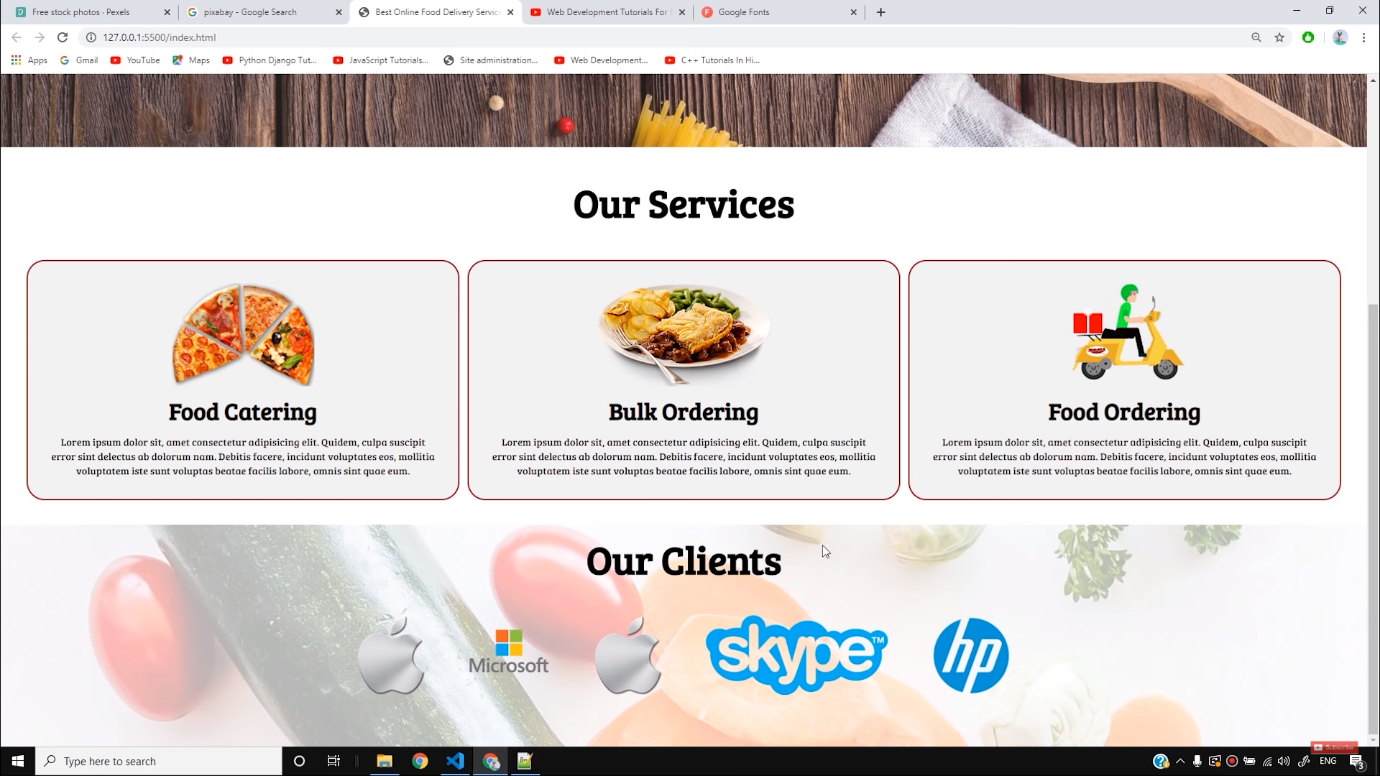 Free stock photos · Pexels
pixabay - Google Search
Best Online Food Delivery Servic
Web Development Tutorials For
Google Fonts
127.0.0.1:5500/index.html
Apps
Gmail
YouTube
Maps
Python Django Tut...
JavaScript Tutorials...
Site administration...
Web Development...
C++ Tutorials In Hi...
Our Services
Food Catering
Lorem ipsum dolor sit, amet consectetur adipisicing elit. Quidem, culpa suscipit
error sint delectus ab dolorum nam. Debitis facere, incidunt voluptates eos, mollitia
voluptatem iste sunt voluptas beatae facilis labore, omnis sint quae eum.
Bulk Ordering
Lorem ipsum dolor sit, amet consectetur adipisicing elit. Quidem, culpa suscipit
error sint delectus ab dolorum nam. Debitis facere, incidunt voluptates eos, mollitia
voluptatem iste sunt voluptas beatae facilis labore, omnis sint quae eum.
Food Ordering
Lorem ipsum dolor sit, amet consectetur adipisicing elit. Quidem, culpa suscipit
error sint delectus ab dolorum nam. Debitis facere, incidunt voluptates eos, mollitia
voluptatem iste sunt voluptas beatae facilis labore, omnis sint quae eum.
Our Clients
Microsoft
skype™
hp
Subscribe
Type here to search
ENG
3